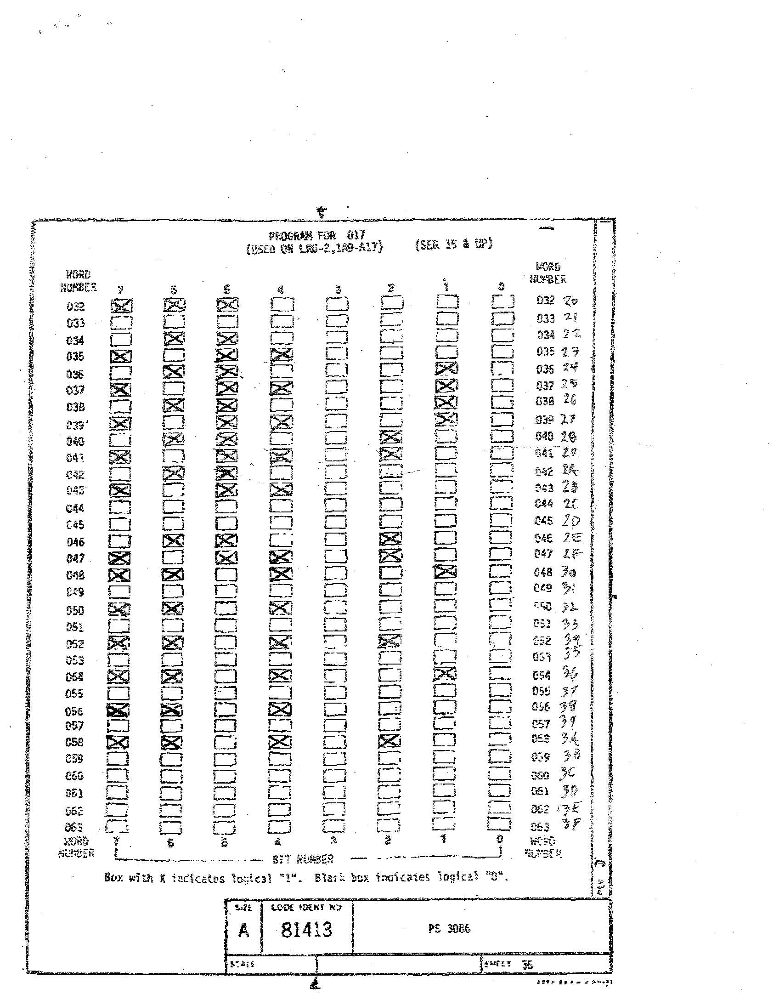 PROGRAM FOR 017
(USED ON LRU-2,1A9-A17) (SER 15 & UP)
WORD NUMBER 7 6 5 4 3 2 1 0 WORD NUMBER
032 032 20
033 033 21
034 034 22
035 035 23
036 036 24
037 037 25
038 038 26
039 039 27
040 040 28
041 041 29
042 042 2A
043 043 2B
044 044 2C
045 045 2D
046 046 2E
047 047 2F
048 048 30
049 049 31
050 050 32
051 051 33
052 052 34
053 053 35
054 054 36
055 055 37
056 056 38
057 057 39
058 058 3A
059 059 3B
060 060 3C
061 061 3D
062 062 3E
063 063 3F
WORD NUMBER 7 6 5 4 3 2 1 0 WORD NUMBER
BIT NUMBER
Box with X indicates logical "1". Blank box indicates logical "0".
SIZE CODE IDENT NO
A 81413 PS 3086
SCALE SHEET 36